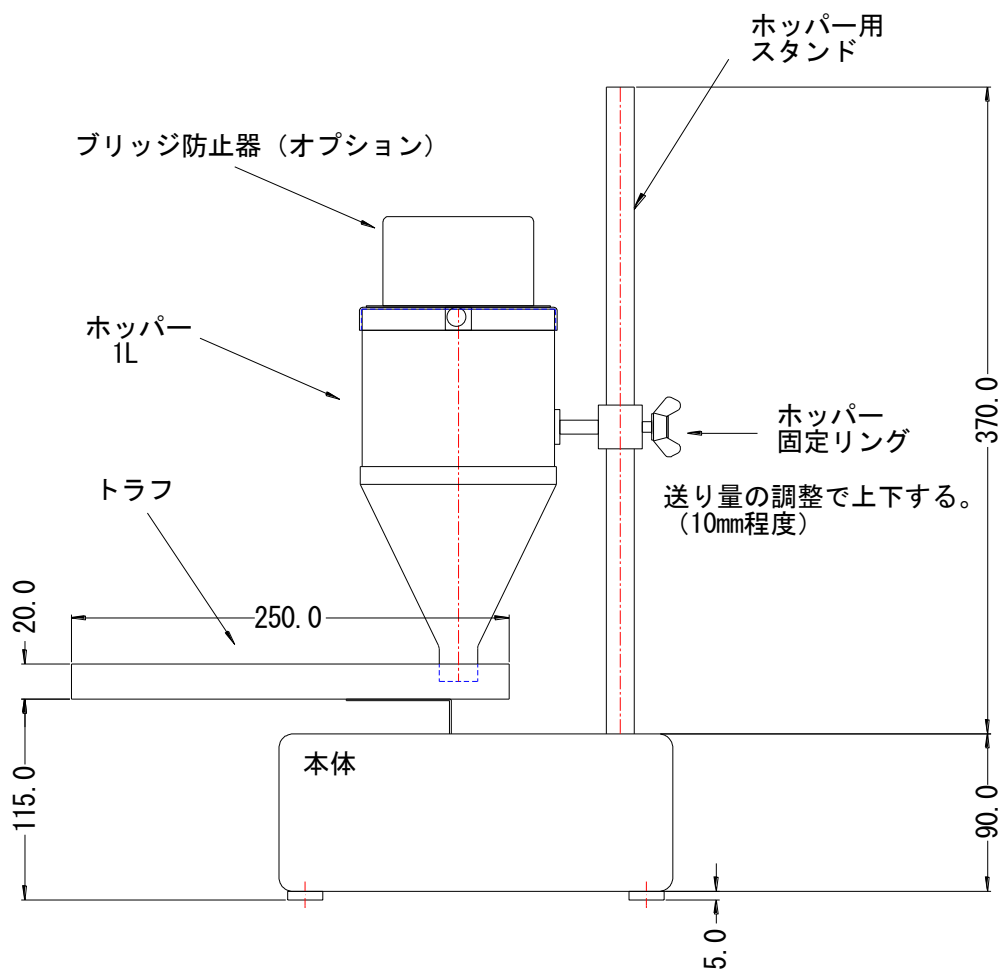 ホッパー用
スタンド
ブリッジ防止器（オプション）
ホッパー
1L
370.0
ホッパー
固定リング
送り量の調整で上下する。
（10mm程度）
トラフ
20.0
250.0
本体
115.0
90.0
5.0